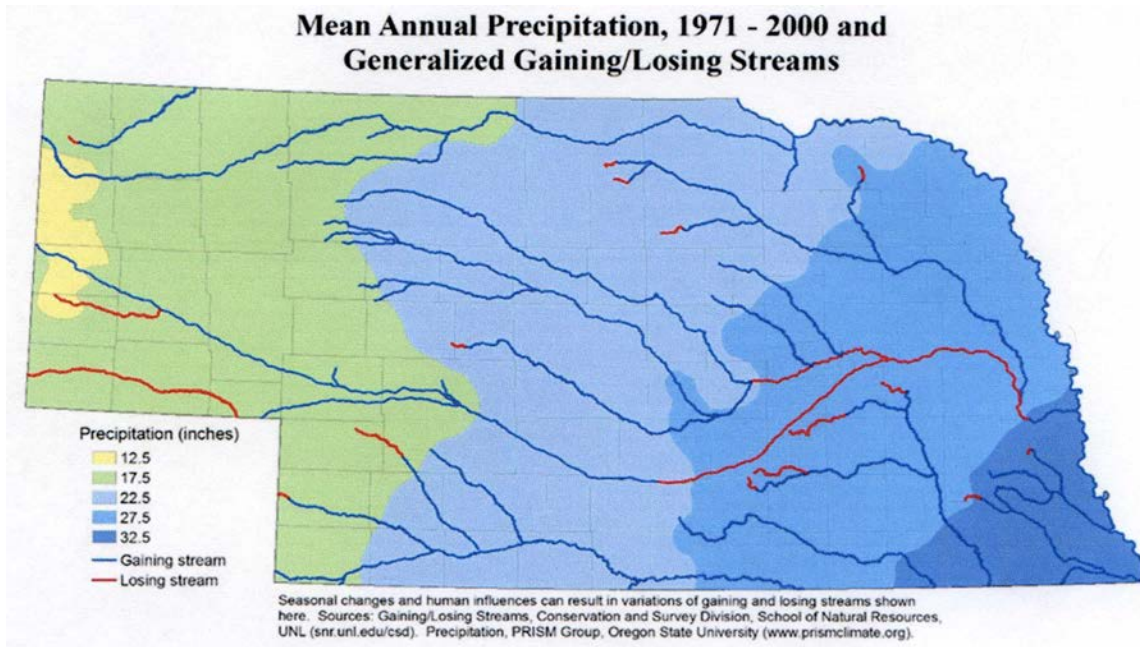 Mean Annual Precipitation, 1971 - 2000 and
Generalized Gaining/Losing Streams
Precipitation (inches)
12.5
17.5
22.5
27.5
32.5
Gaining stream
Losing stream
Seasonal changes and human influences can result in variations of gaining and losing streams shown
here. Sources: Gaining/Losing Streams, Conservation and Survey Division, School of Natural Resources,
UNL (snr.unl.edu/csd). Precipitation, PRISM Group, Oregon State University (www.prismclimate.org).